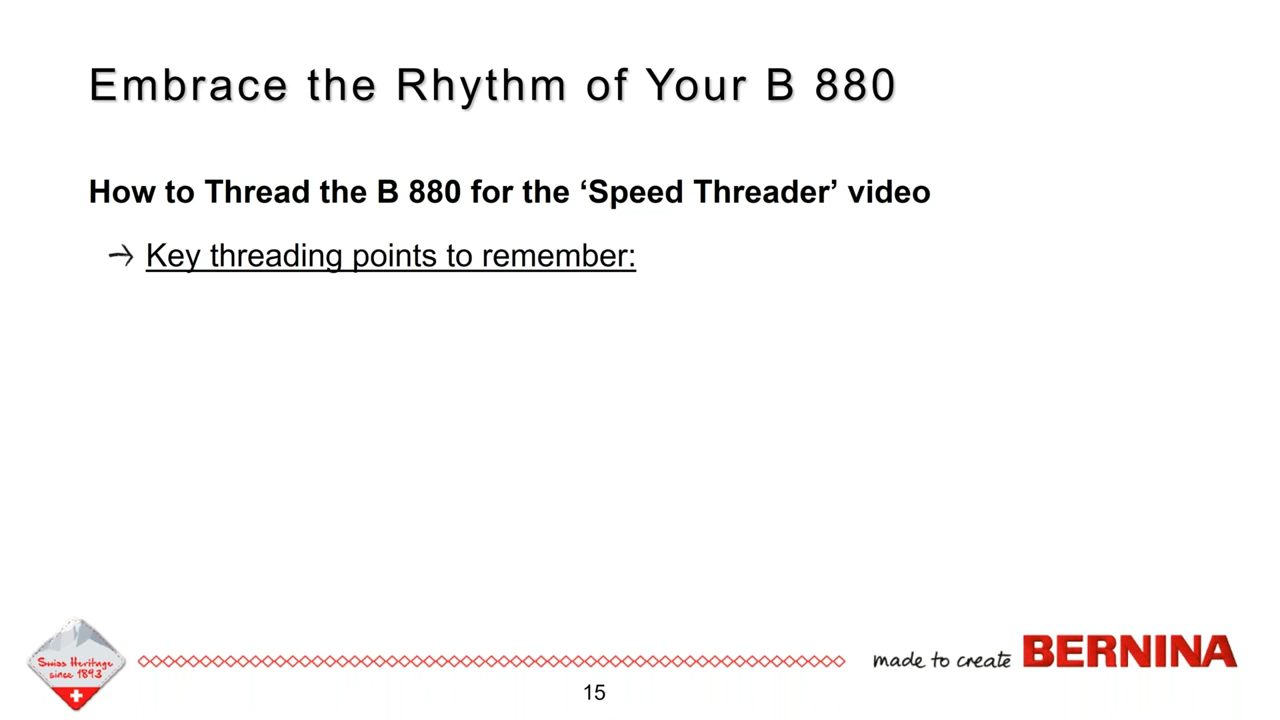 Embrace the Rhythm of Your B 880
How to Thread the B 880 for the ‘Speed Threader’ video
→ Key threading points to remember:
Swiss Heritage
since 1893
made to create BERNINA
15